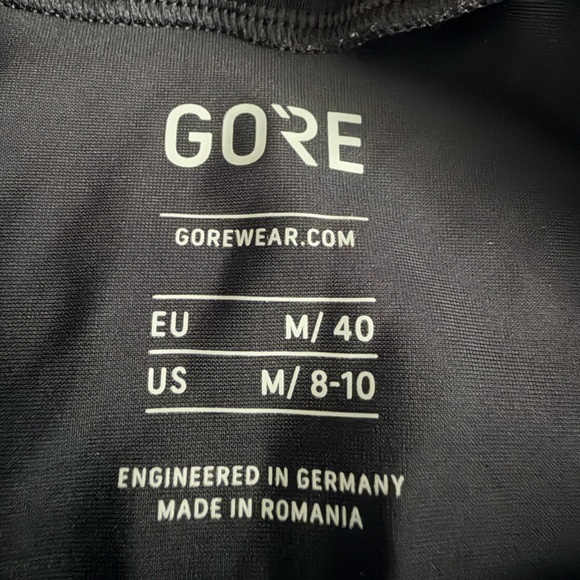 GORE
GOREWEAR.COM
EU M/ 40
US M/ 8-10
ENGINEERED IN GERMANY
MADE IN ROMANIA